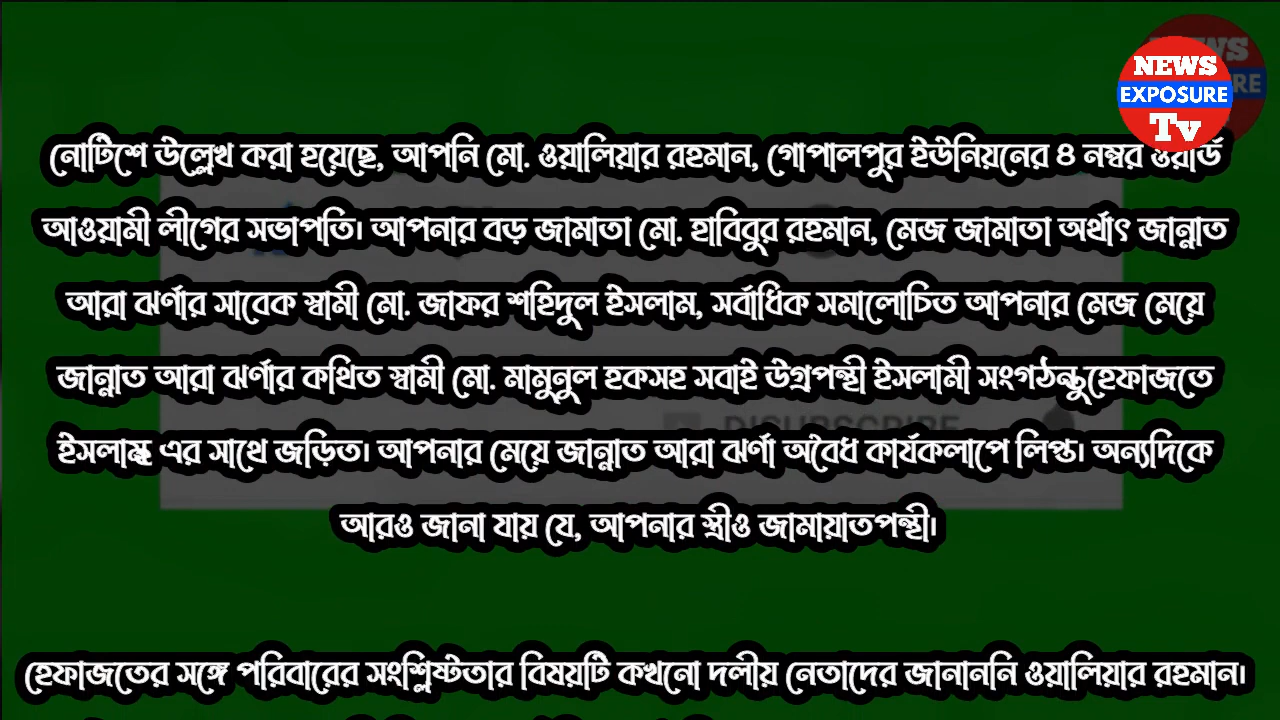 NEWS
EXPOSURE
Tv
নোটিশে উল্লেখ করা হয়েছে, আপনি মো. ওয়ালিয়ার রহমান, গোপালপুর ইউনিয়নের ৪ নম্বর ওয়ার্ড
আওয়ামী লীগের সভাপতি। আপনার বড় জামাতা মো. হাবিবুর রহমান, মেজ জামাতা অর্থাৎ জান্নাত
আরা ঝর্ণার সাবেক স্বামী মো. জাফর শহিদুল ইসলাম, সর্বাধিক সমালোচিত আপনার মেজ মেয়ে
জান্নাত আরা ঝর্ণার কথিত স্বামী মো. মামুনুল হকসহ সবাই উগ্রপন্থী ইসলামী সংগঠন্তুহেফাজতে
এর সাথে জড়িত। আপনার মেয়ে জান্নাত আরা ঝর্ণা অবৈধ কার্যকলাপে লিপ্ত। অন্যদিকে
আরও জানা যায় যে, আপনার স্ত্রীও জামায়াতপন্থী।
হেফাজতের সঙ্গে পরিবারের সংশ্লিষ্টতার বিষয়টি কখনো দলীয় নেতাদের জানাননি ওয়ালিয়ার রহমান।